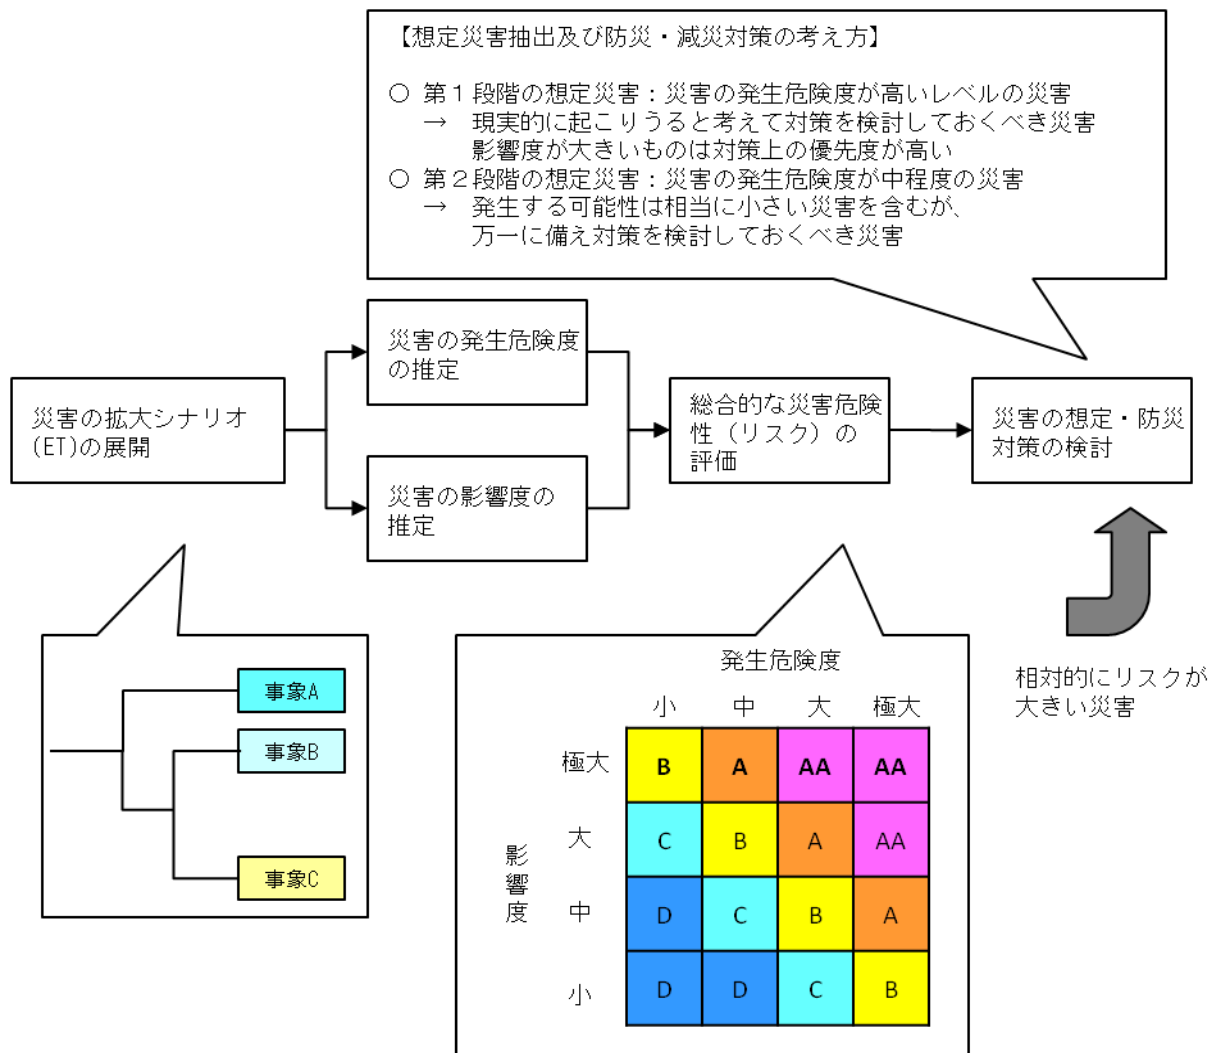 【想定災害抽出及び防災・減災対策の考え方】
○ 第１段階の想定災害：災害の発生危険度が高いレベルの災害
→ 現実的に起こりうると考えて対策を検討しておくべき災害
影響度が大きいものは対策上の優先度が高い
○ 第２段階の想定災害：災害の発生危険度が中程度の災害
→ 発生する可能性は相当に小さい災害を含むが、
万一に備え対策を検討しておくべき災害
災害の拡大シナリオ
(ET)の展開
災害の発生危険度
の推定
災害の影響度の
推定
総合的な災害危険
性（リスク）の
評価
災害の想定・防災
対策の検討
相対的にリスクが
大きい災害
事象A
事象B
事象C
発生危険度
小 中 大 極大
影響度
極大 B A AA AA
大 C B A AA
中 D C B A
小 D D C B